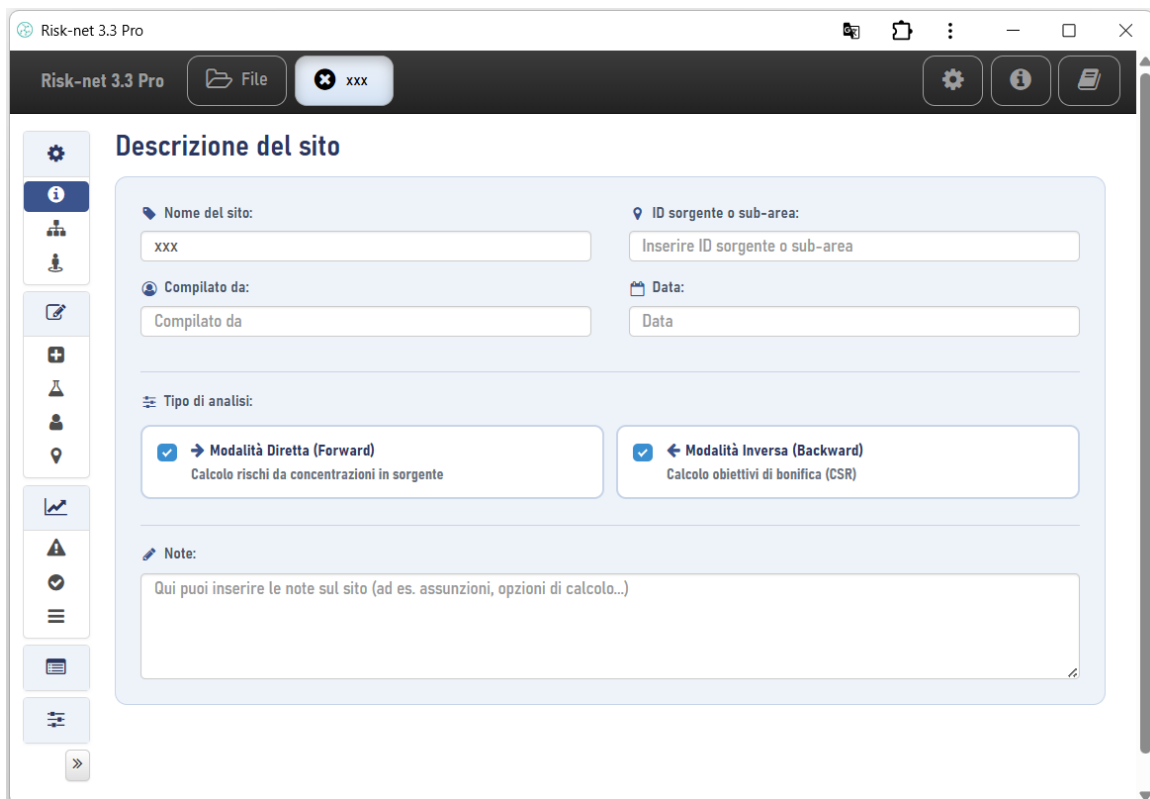 Risk-net 3.3 Pro
Risk-net 3.3 Pro File xxx
Descrizione del sito
Nome del sito:
xxx
ID sorgente o sub-area:
Inserire ID sorgente o sub-area
Compilato da:
Compilato da
Data:
Data
Tipo di analisi:
Modalità Diretta (Forward)
Calcolo rischi da concentrazioni in sorgente
Modalità Inversa (Backward)
Calcolo obiettivi di bonifica (CSR)
Note:
Qui puoi inserire le note sul sito (ad es. assunzioni, opzioni di calcolo...)